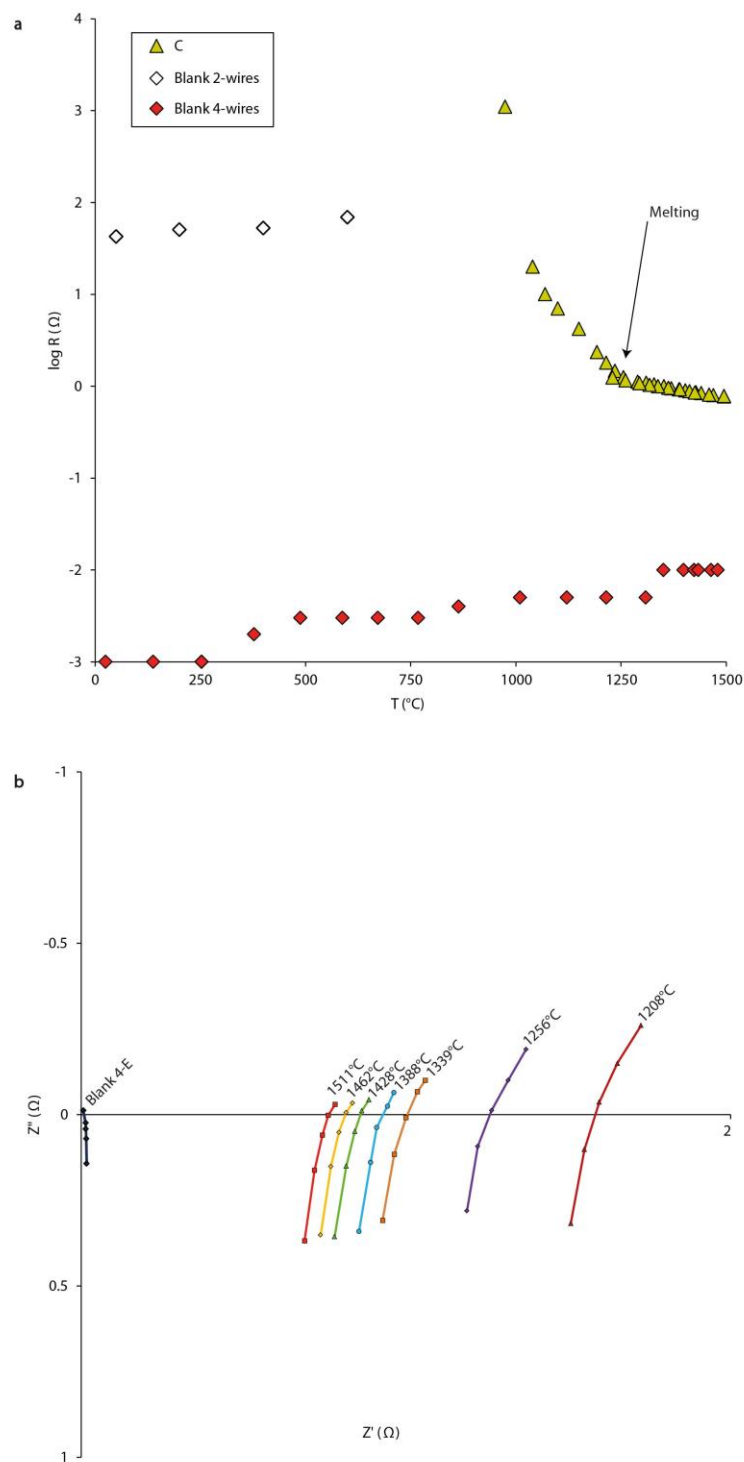 a
4
C
Blank 2-wires
Blank 4-wires
3
2
Melting
1
log R (Ω)
0
-1
-2
-3
0
250
500
750
1000
1250
1500
T (°C)
b
-1
-0.5
1208°C
1256°C
1339°C
1388°C
1428°C
1462°C
1511°C
Blank 4-E
Z'' (Ω)
0
2
0.5
Z' (Ω)
1